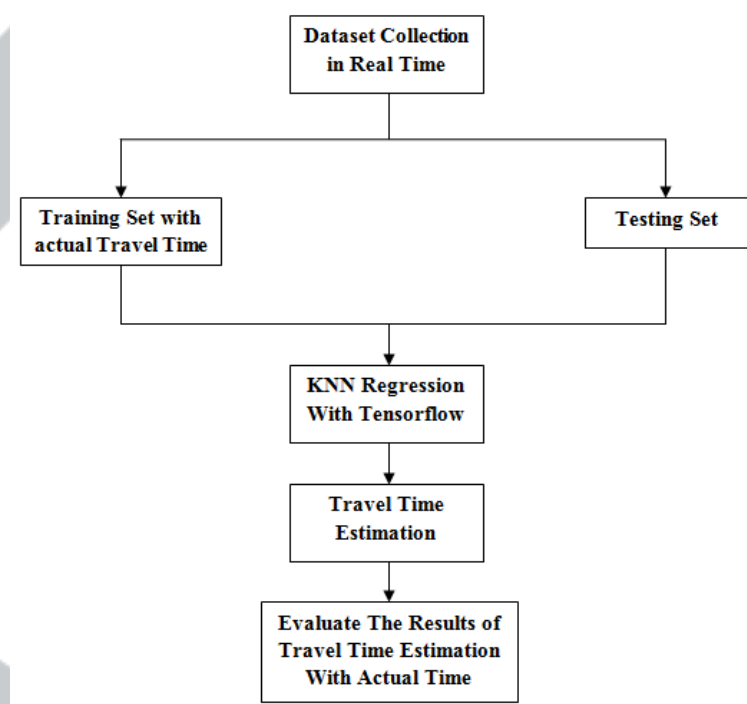 Dataset Collection
in Real Time
Training Set with
actual Travel Time
Testing Set
KNN Regression
With Tensorflow
Travel Time
Estimation
Evaluate The Results of
Travel Time Estimation
With Actual Time